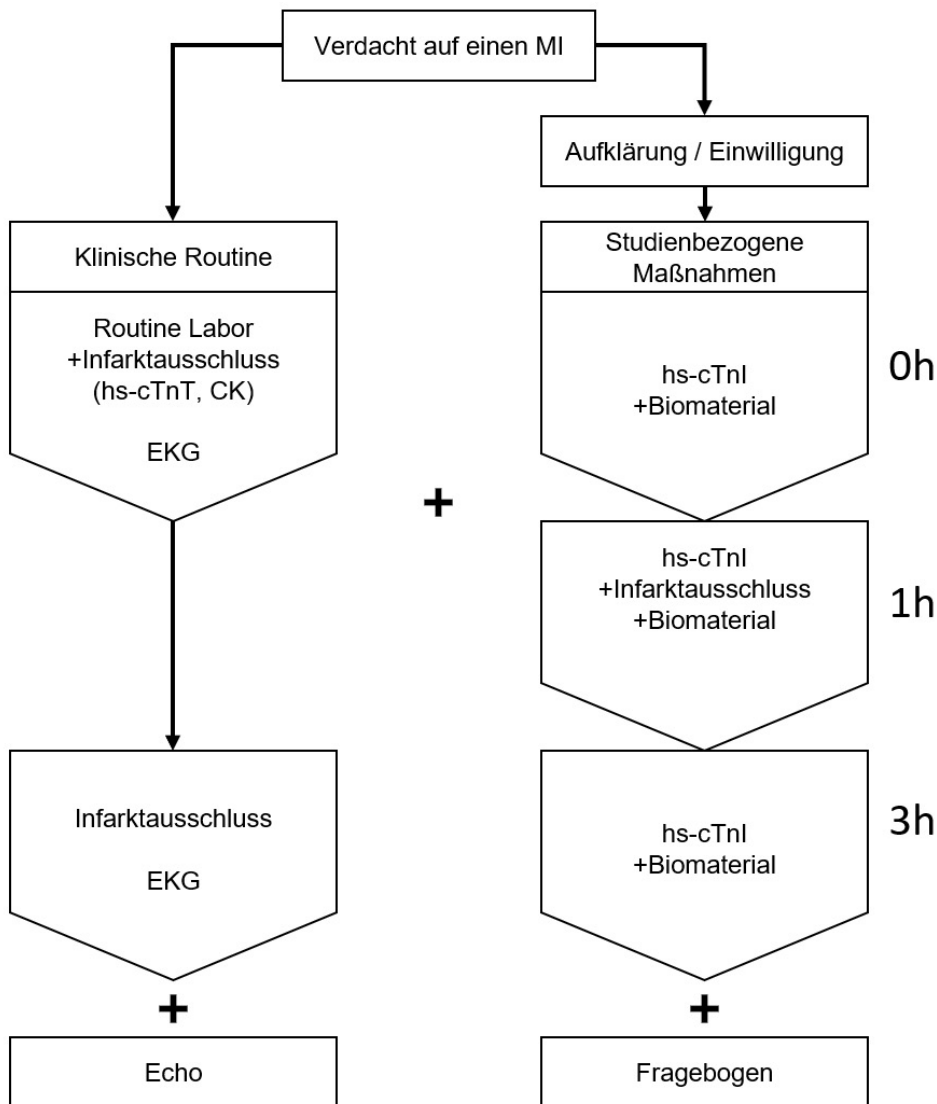 Verdacht auf einen MI
Aufklärung / Einwilligung
Klinische Routine
Routine Labor
+Infarktausschluss
(hs-cTnT, CK)
EKG
Studienbezogene
Maßnahmen
hs-cTnI
+Biomaterial
0h
+
hs-cTnI
+Infarktausschluss
+Biomaterial
1h
Infarktausschluss
EKG
hs-cTnI
+Biomaterial
3h
+
Echo
+
Fragebogen